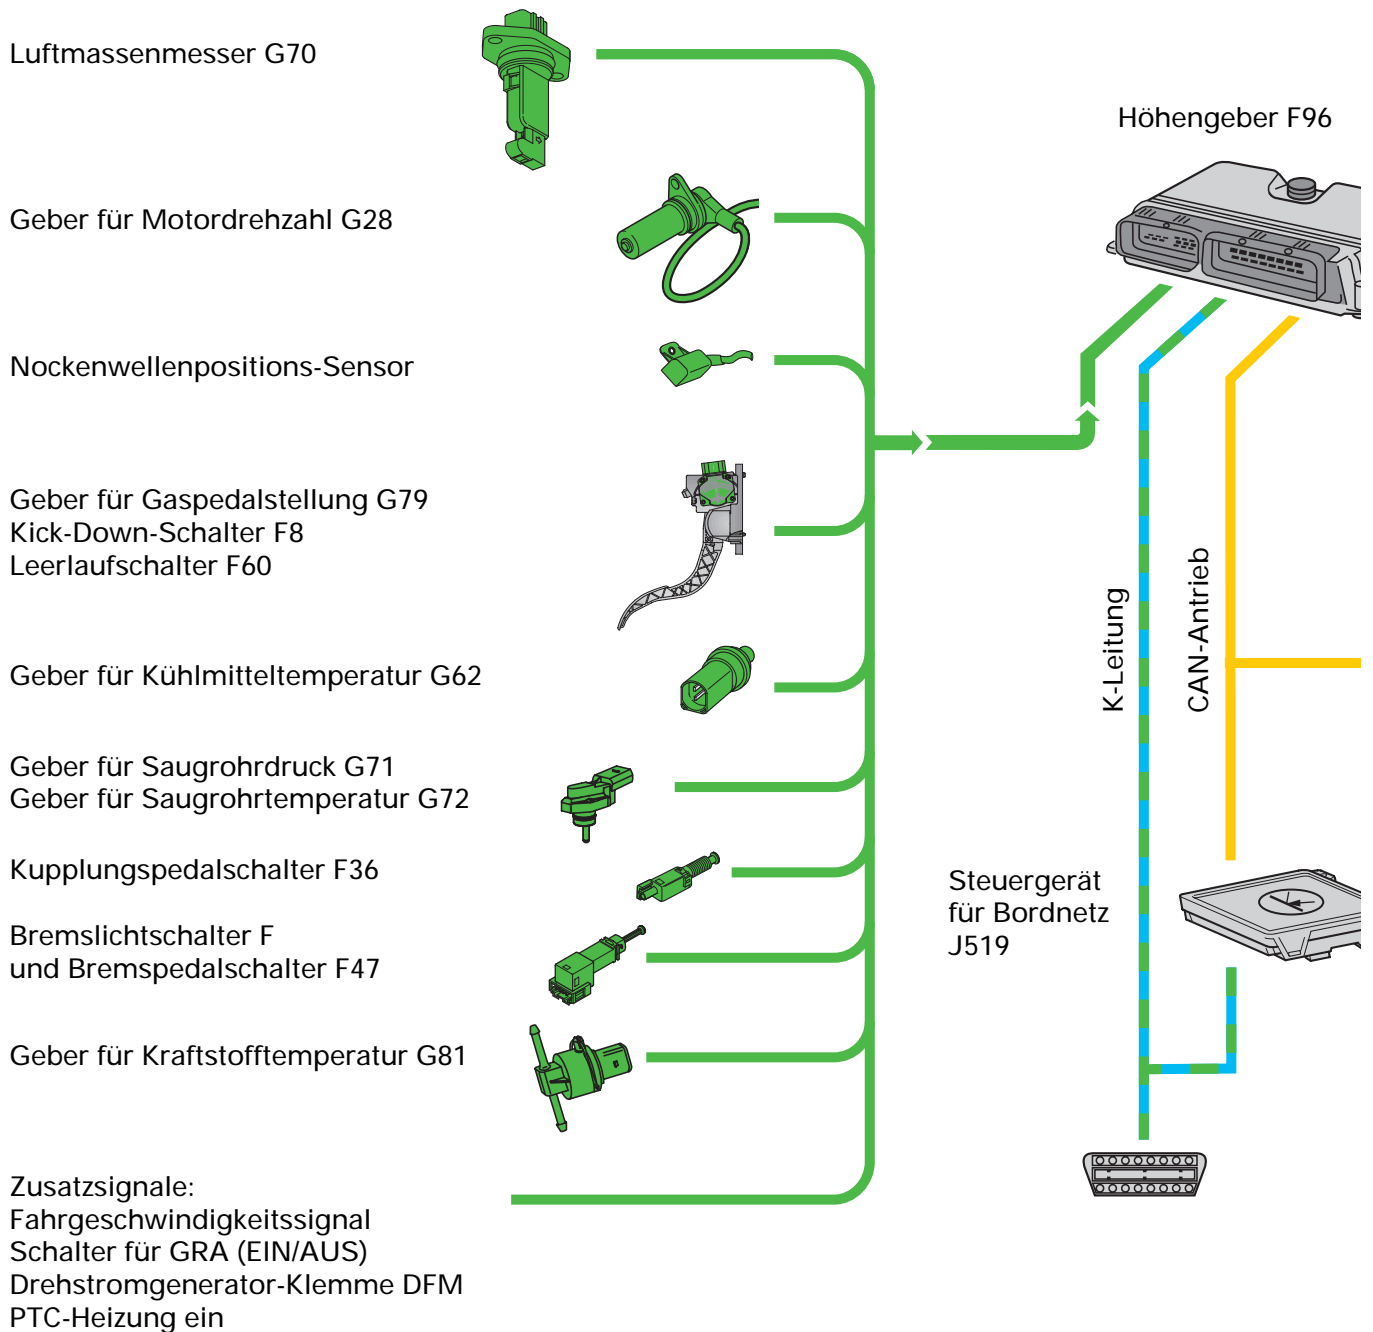 Luftmassenmesser G70
Höhengeber F96
Geber für Motordrehzahl G28
Nockenwellenpositions-Sensor
Geber für Gaspedalstellung G79
Kick-Down-Schalter F8
Leerlaufschalter F60
K-Leitung
CAN-Antrieb
Geber für Kühlmitteltemperatur G62
Geber für Saugrohrdruck G71
Geber für Saugrohrtemperatur G72
Kupplungspedalschalter F36
Steuergerät
für Bordnetz
J519
Bremslichtschalter F
und Bremspedalschalter F47
Geber für Kraftstofftemperatur G81
Zusatzsignale:
Fahrgeschwindigkeitssignal
Schalter für GRA (EIN/AUS)
Drehstromgenerator-Klemme DFM
PTC-Heizung ein